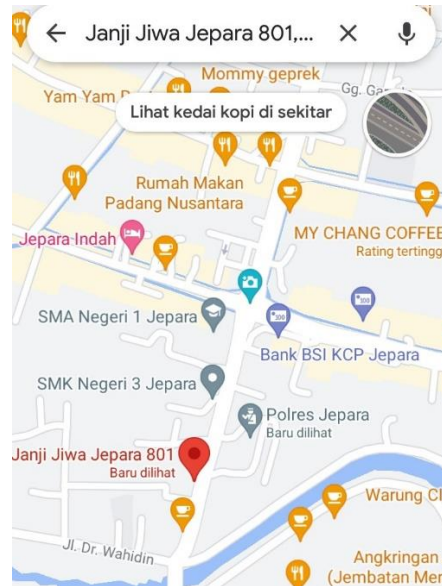 Janji Jiwa Jepara 801,...
Mommy geprek
Yam Yam
Lihat kedai kopi di sekitar
Rumah Makan
Padang Nusantara
Jepara Indah
MY CHANG COFFEE
Rating tertingg
SMA Negeri 1 Jepara
Bank BSI KCP Jepara
SMK Negeri 3 Jepara
Polres Jepara
Baru dilihat
Janji Jiwa Jepara 801
Baru dilihat
Warung
Jl. Dr. Wahidin
Angkringan
(Jembatan Me